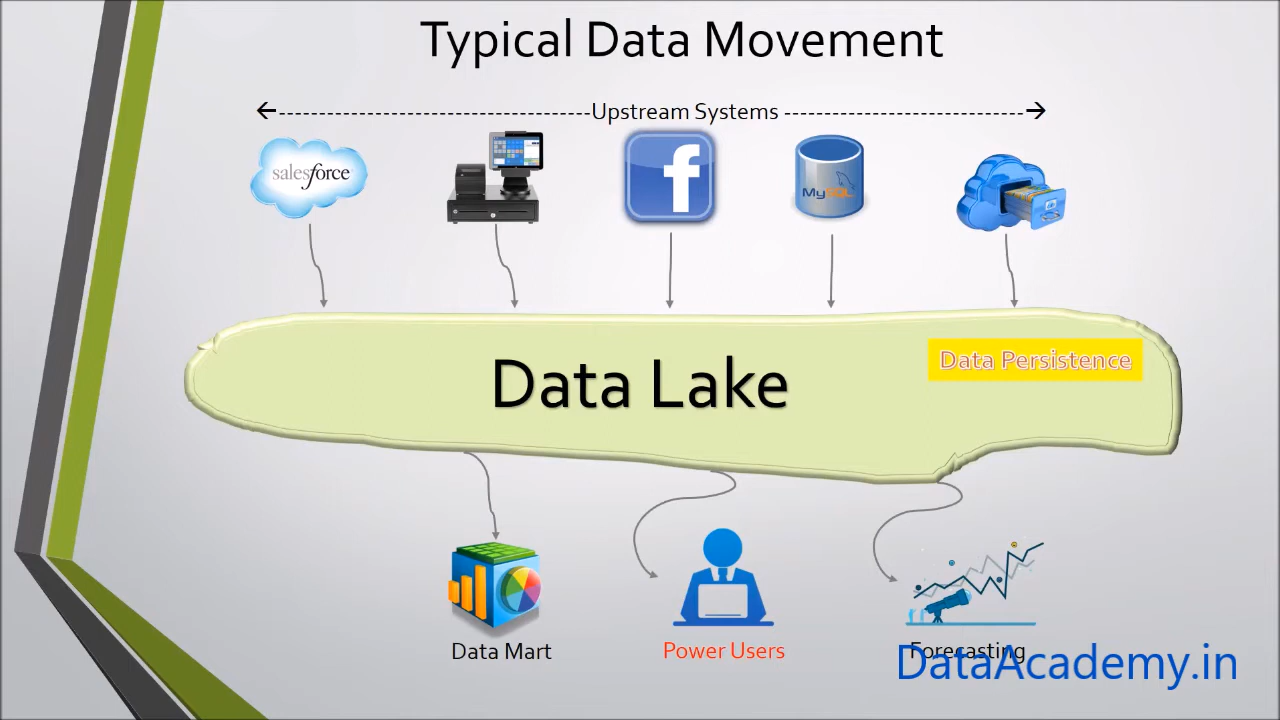 Typical Data Movement
Upstream Systems
salesforce
f
MySQL
Data Lake
Data Persistence
Data Mart
Power Users
Forecasting
DataAcademy.in